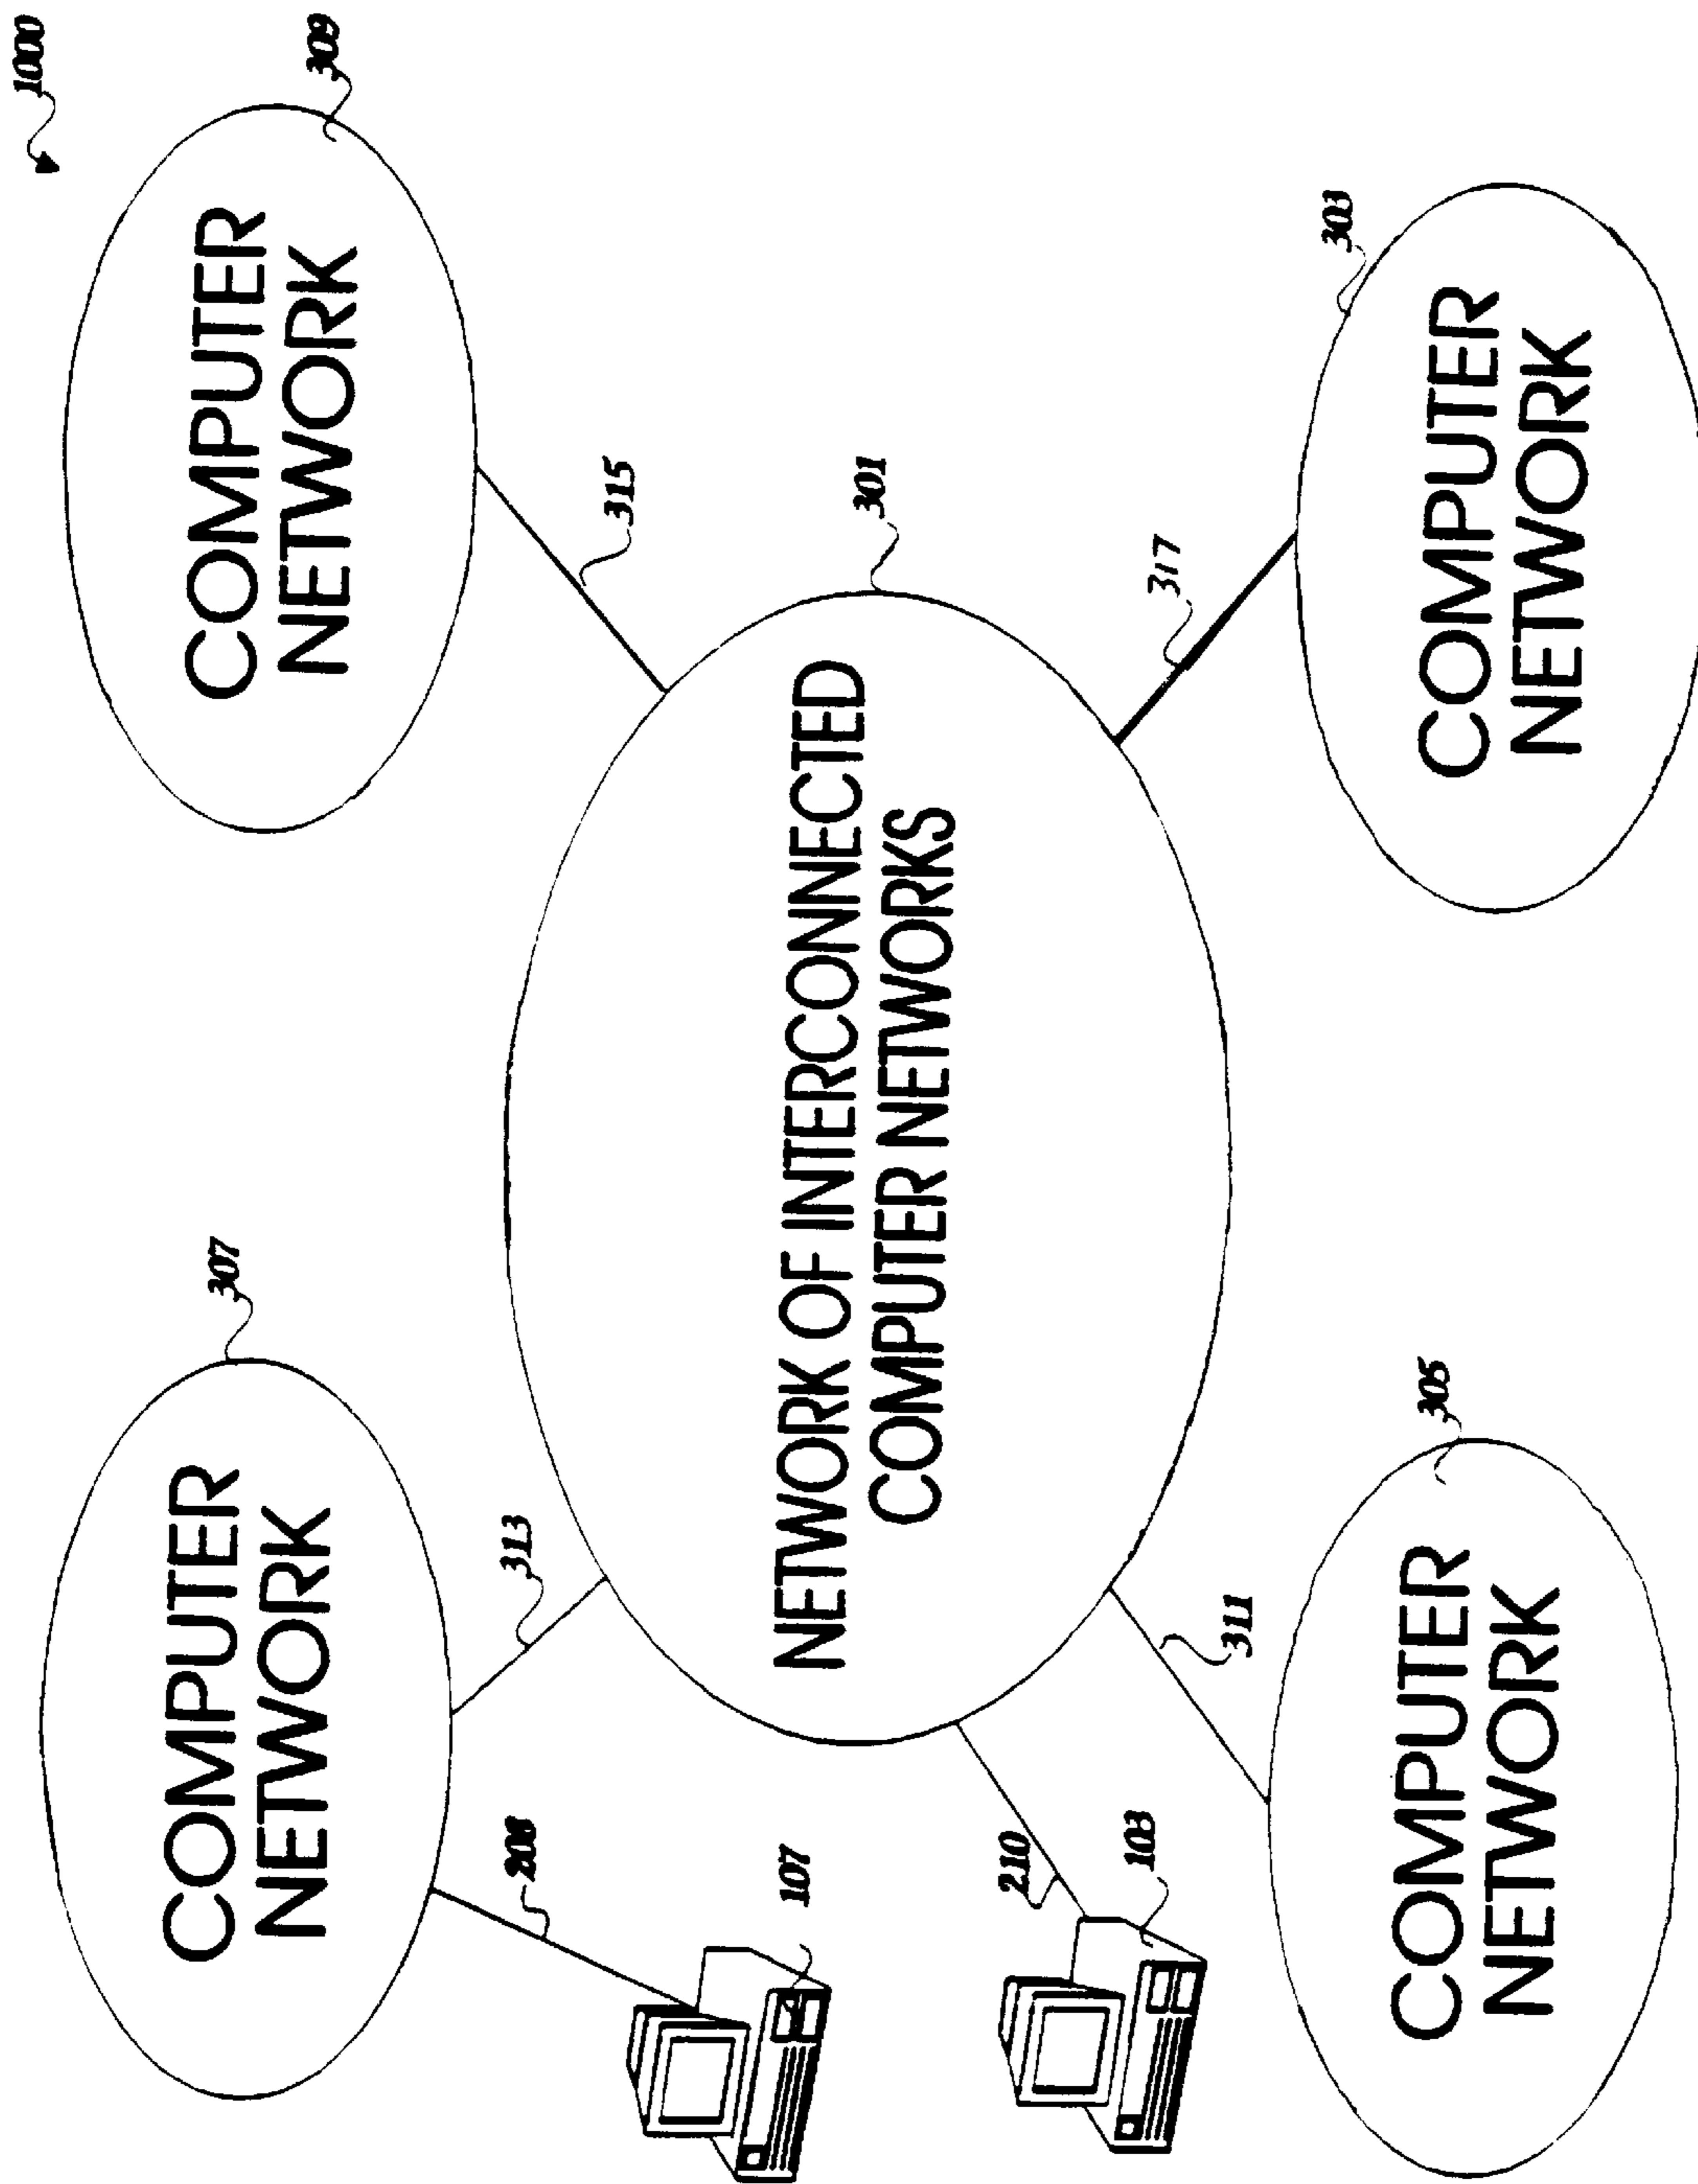 1000
307
COMPUTER
NETWORK
309
COMPUTER
NETWORK
313
315
107
301
NETWORK OF INTERCONNECTED
COMPUTER NETWORKS
210
103
317
311
303
COMPUTER
NETWORK
305
COMPUTER
NETWORK